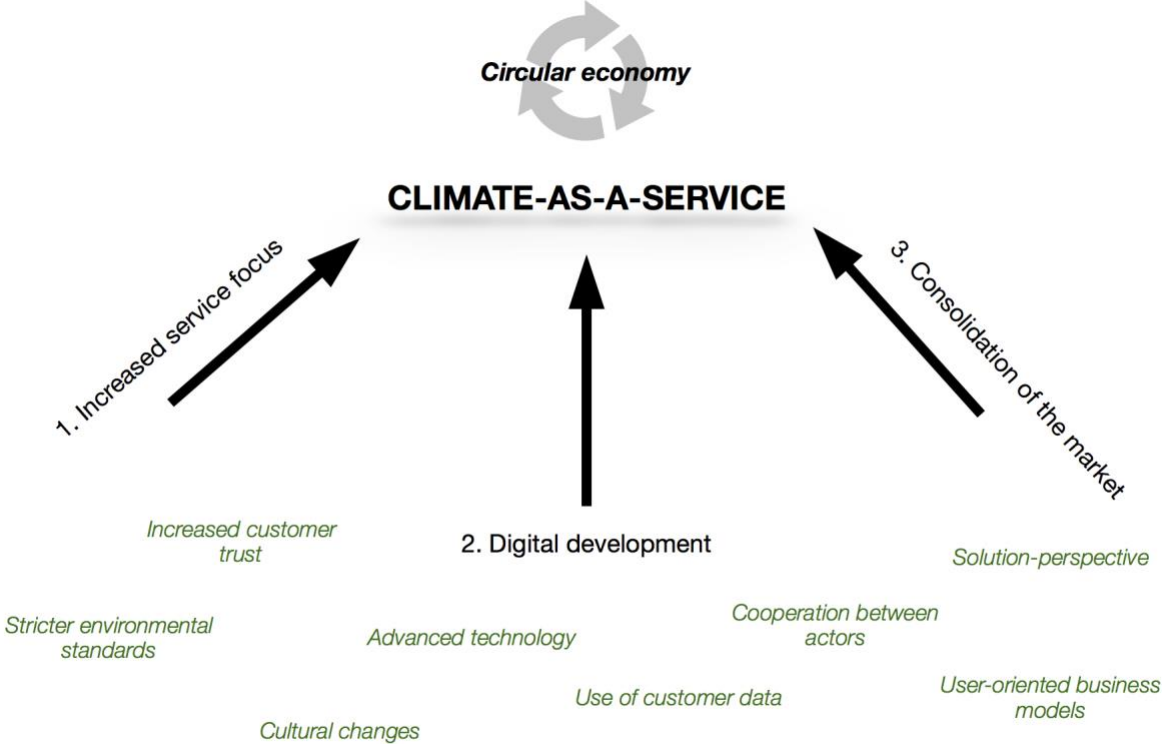 Circular economy
CLIMATE-AS-A-SERVICE
1. Increased service focus
3. Consolidation of the market
2. Digital development
Increased customer
trust
Solution-perspective
Stricter environmental
standards
Advanced technology
Cooperation between
actors
Use of customer data
User-oriented business
models
Cultural changes